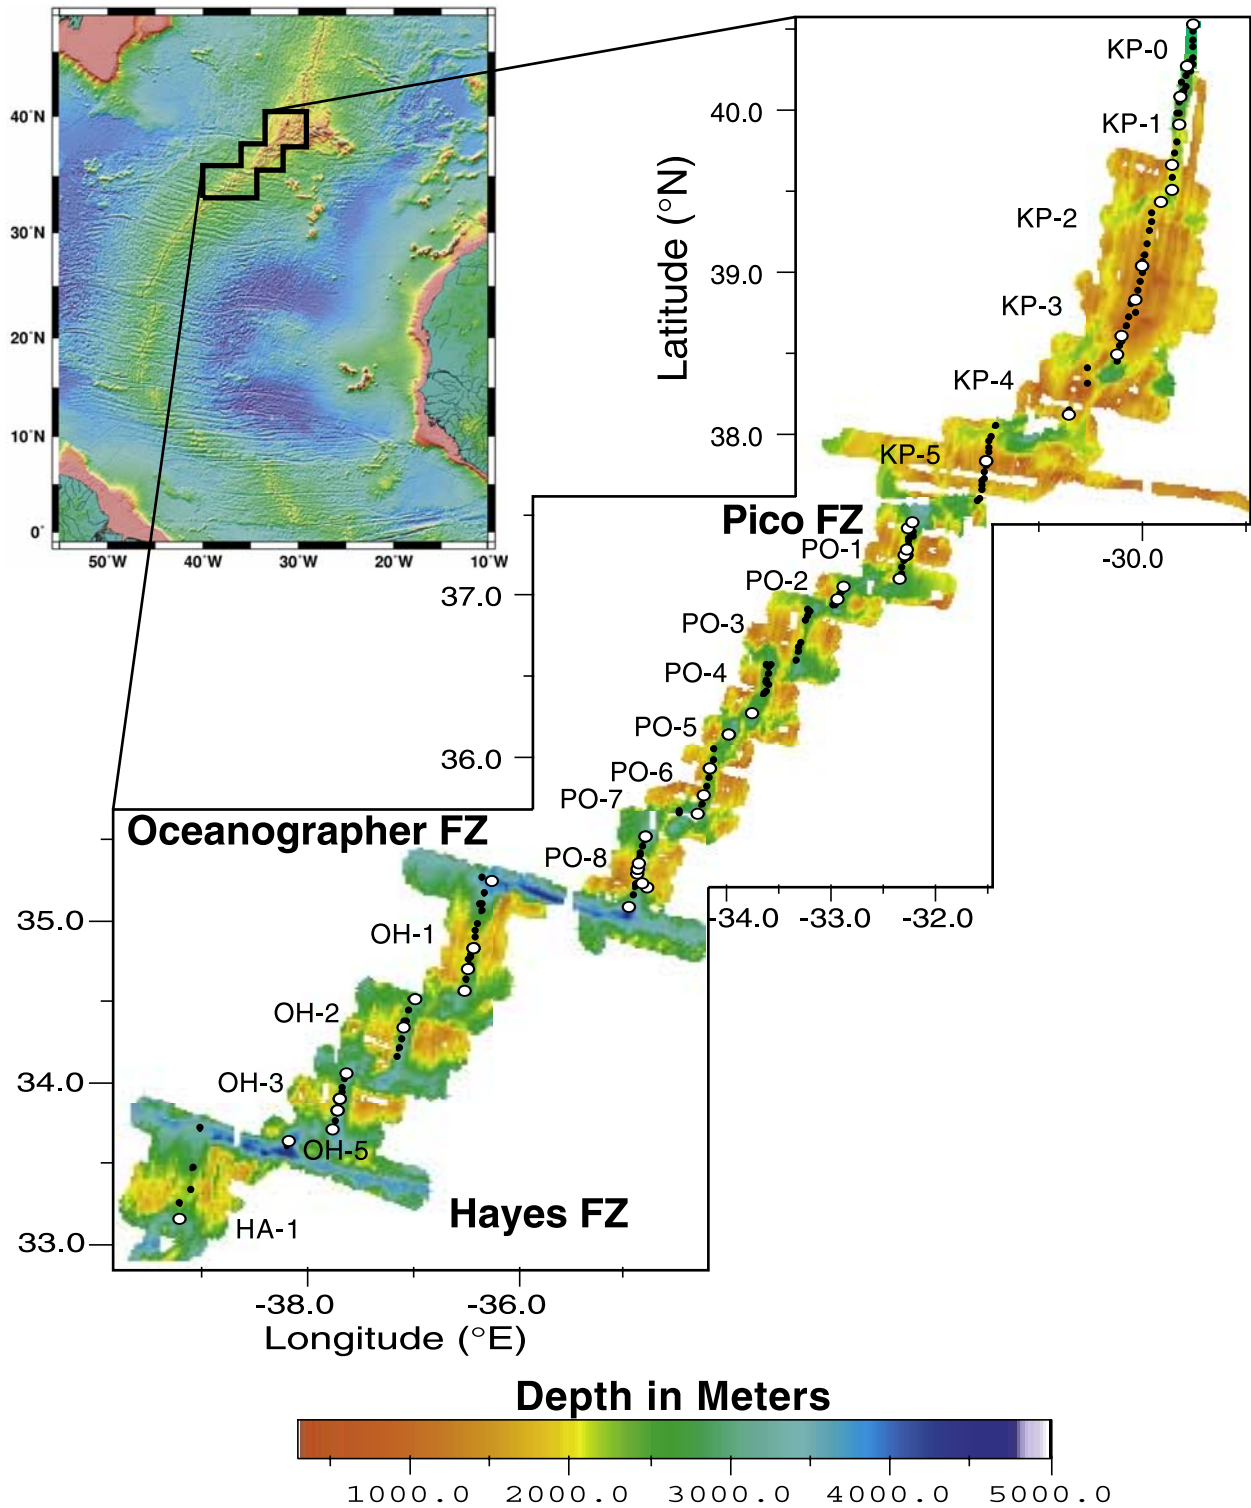 40°N
30°N
20°N
10°N
0°
50°W
40°W
30°W
20°W
10°W
KP-0
40.0
KP-1
Latitude (°N)
KP-2
39.0
KP-3
KP-4
38.0
KP-5
Pico FZ
PO-1
-30.0
PO-2
37.0
PO-3
PO-4
PO-5
36.0
PO-6
PO-7
Oceanographer FZ
PO-8
35.0
-34.0
-33.0
-32.0
OH-1
OH-2
34.0
OH-3
OH-5
Hayes FZ
HA-1
33.0
-38.0
-36.0
Longitude (°E)
Depth in Meters
1000.0
2000.0
3000.0
4000.0
5000.0